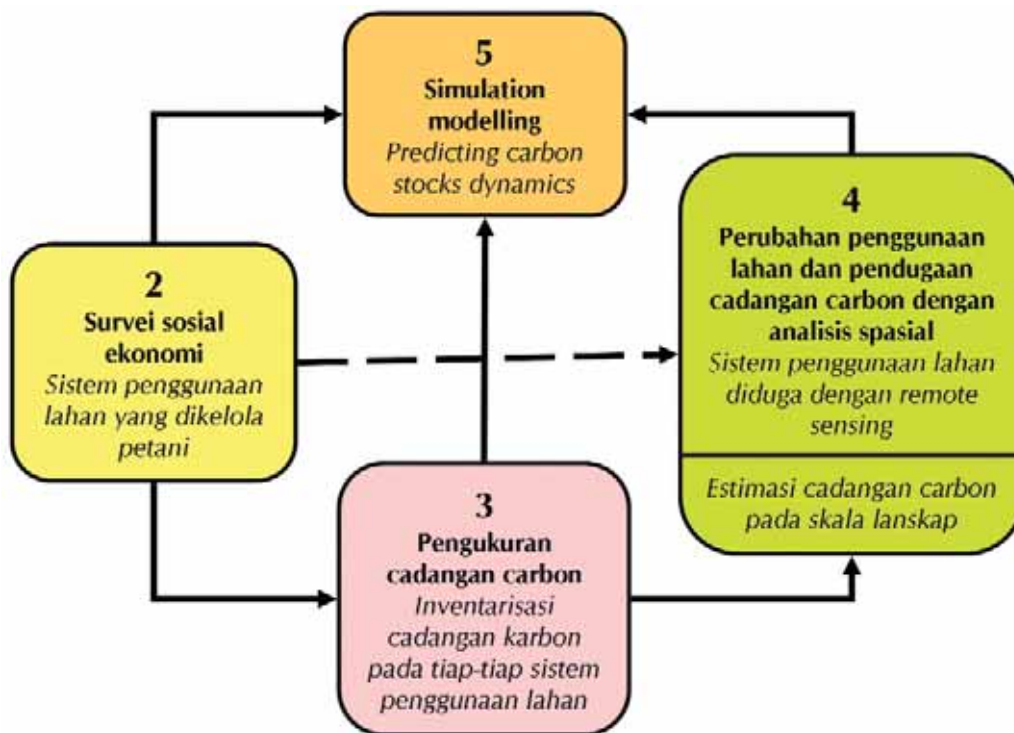 5
Simulation
modelling
Predicting carbon
stocks dynamics
2
Survei sosial
ekonomi
Sistem penggunaan
lahan yang dikelola
petani
4
Perubahan penggunaan
lahan dan pendugaan
cadangan carbon dengan
analisis spasial
Sistem penggunaan lahan
diduga dengan remote
sensing
Estimasi cadangan carbon
pada skala lanskap
3
Pengukuran
cadangan carbon
Inventarisasi
cadangan karbon
pada tiap-tiap sistem
penggunaan lahan